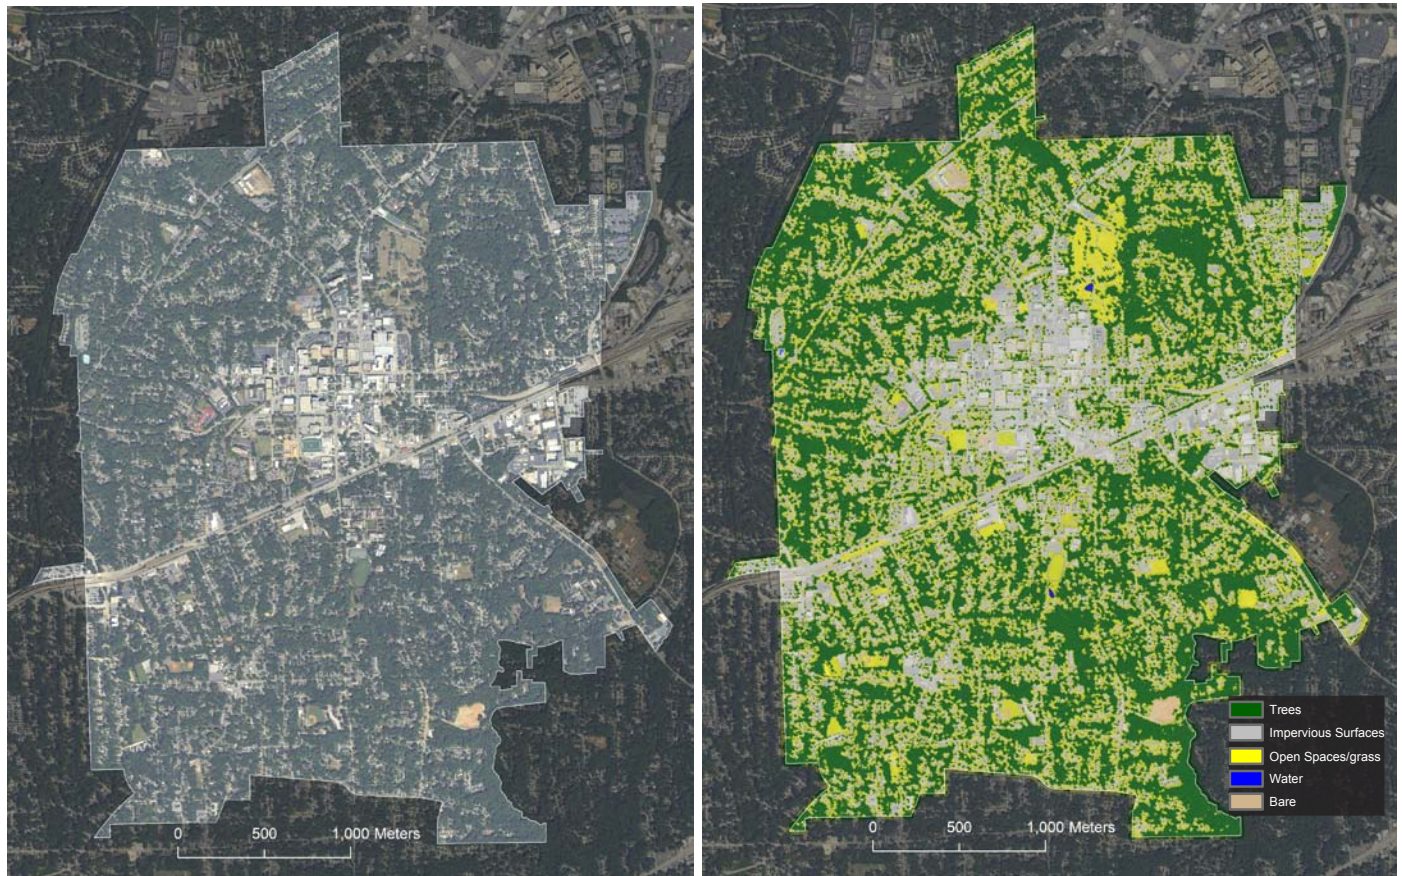 0 500 1,000 Meters
Trees
Impervious Surfaces
Open Spaces/grass
Water
Bare
0 500 1,000 Meters